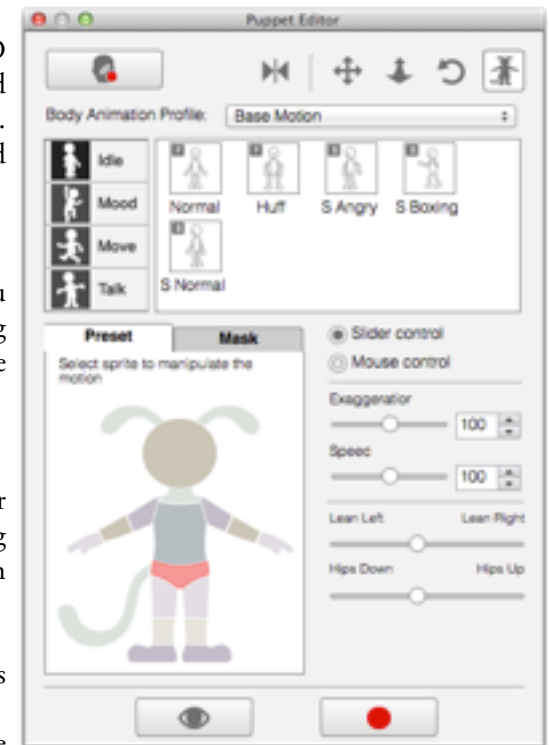 Puppet Editor
Body Animation Profile: Base Motion
Idle
Mood
Move
Talk
Normal Huff S Angry S Boxing
S Normal
Preset Mask
Select sprite to manipulate the
motion
Slider control
Mouse control
Exaggeration
100
Speed
100
Lean Left Lean Right
Hips Down Hips Up